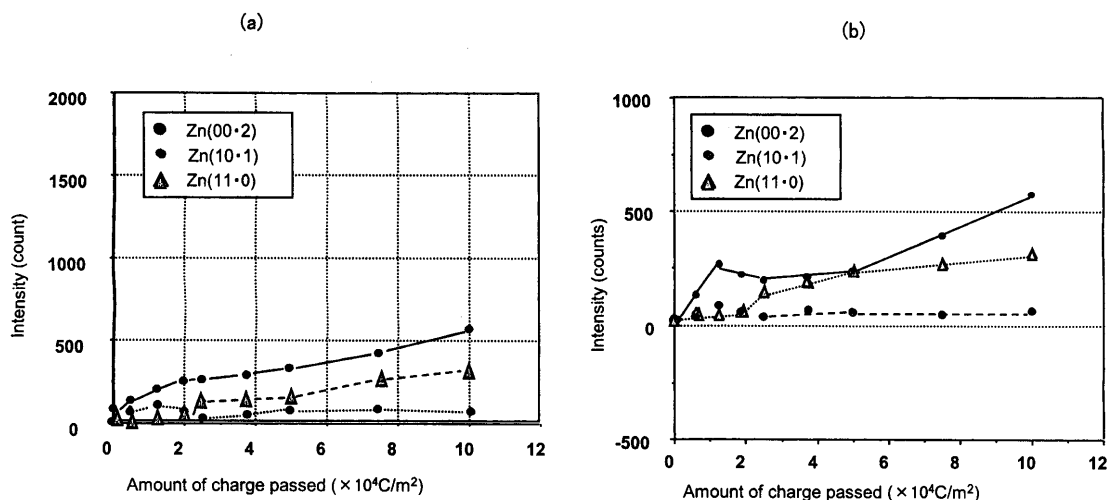 (a)
2000
1500
1000
500
0
Intensity (count)
Zn(00・2)
Zn(10・1)
Zn(11・0)
0 2 4 6 8 10 12
Amount of charge passed (×10⁴C/m²)
(b)
1000
500
0
-500
Intensity (counts)
Zn(00・2)
Zn(10・1)
Zn(11・0)
0 2 4 6 8 10 12
Amount of charge passed (×10⁴C/m²)